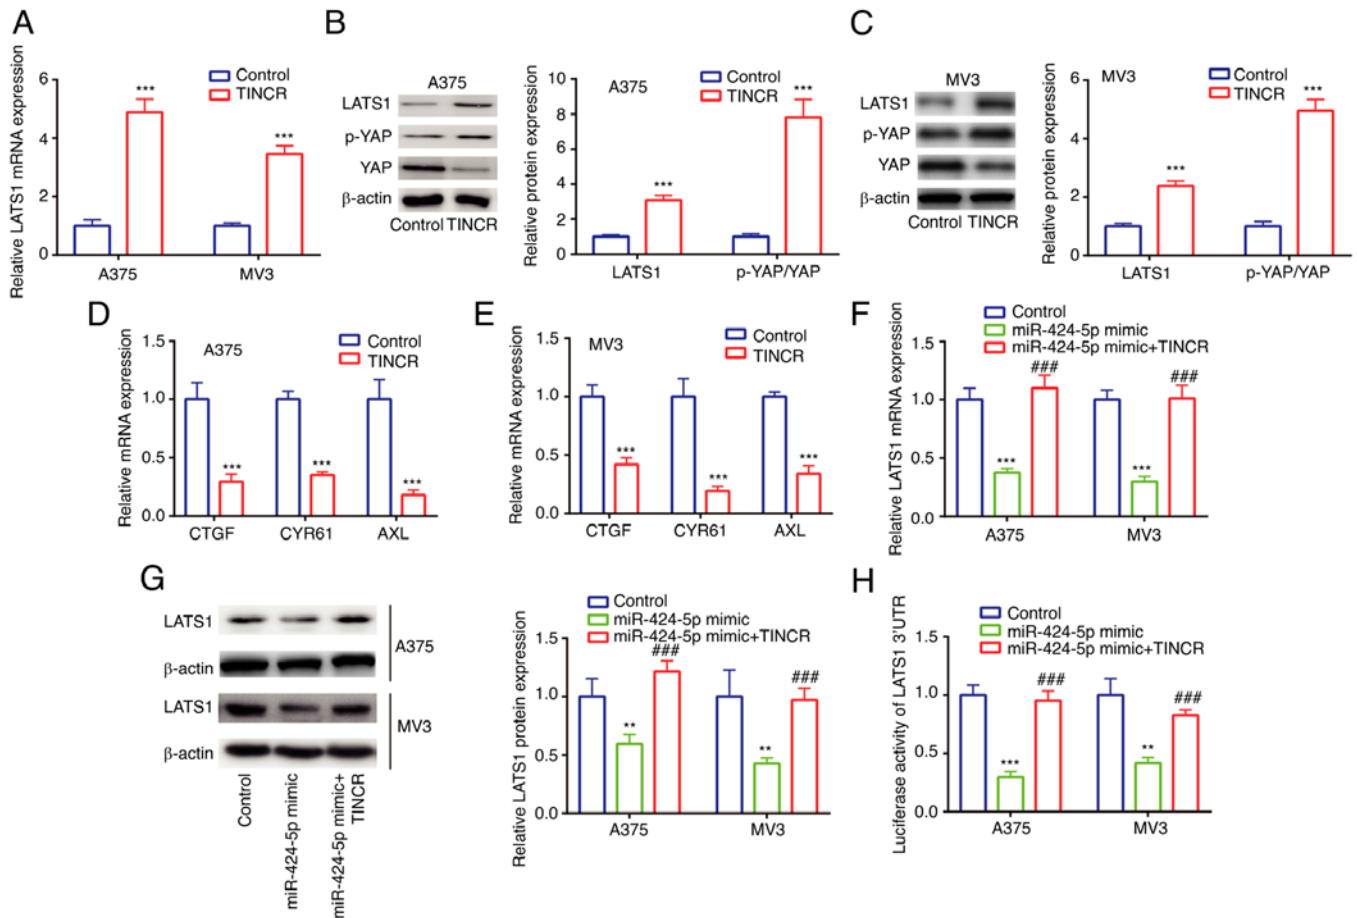 A
Relative LATS1 mRNA expression
6
4
2
0
***
***
Control
TINCR
A375
MV3
B
A375
LATS1
p-YAP
YAP
β-actin
Control TINCR
Relative protein expression
10
8
6
4
2
0
A375
Control
TINCR
***
***
LATS1
p-YAP/YAP
C
MV3
LATS1
p-YAP
YAP
β-actin
Control TINCR
Relative protein expression
6
4
2
0
MV3
Control
TINCR
***
***
LATS1
p-YAP/YAP
D
Relative mRNA expression
1.5
1.0
0.5
0.0
A375
Control
TINCR
***
***
***
CTGF
CYR61
AXL
E
Relative mRNA expression
1.5
1.0
0.5
0.0
MV3
Control
TINCR
***
***
***
CTGF
CYR61
AXL
F
Relative LATS1 mRNA expression
1.5
1.0
0.5
0.0
Control
miR-424-5p mimic
miR-424-5p mimic+TINCR
***
###
***
###
A375
MV3
G
LATS1
β-actin
A375
LATS1
β-actin
MV3
Control
miR-424-5p mimic
miR-424-5p mimic+
TINCR
Relative LATS1 protein expression
1.5
1.0
0.5
0.0
Control
miR-424-5p mimic
miR-424-5p mimic+TINCR
**
###
**
###
A375
MV3
H
Luciferase activity of LATS1 3'UTR
1.5
1.0
0.5
0.0
Control
miR-424-5p mimic
miR-424-5p mimic+TINCR
***
###
**
###
A375
MV3